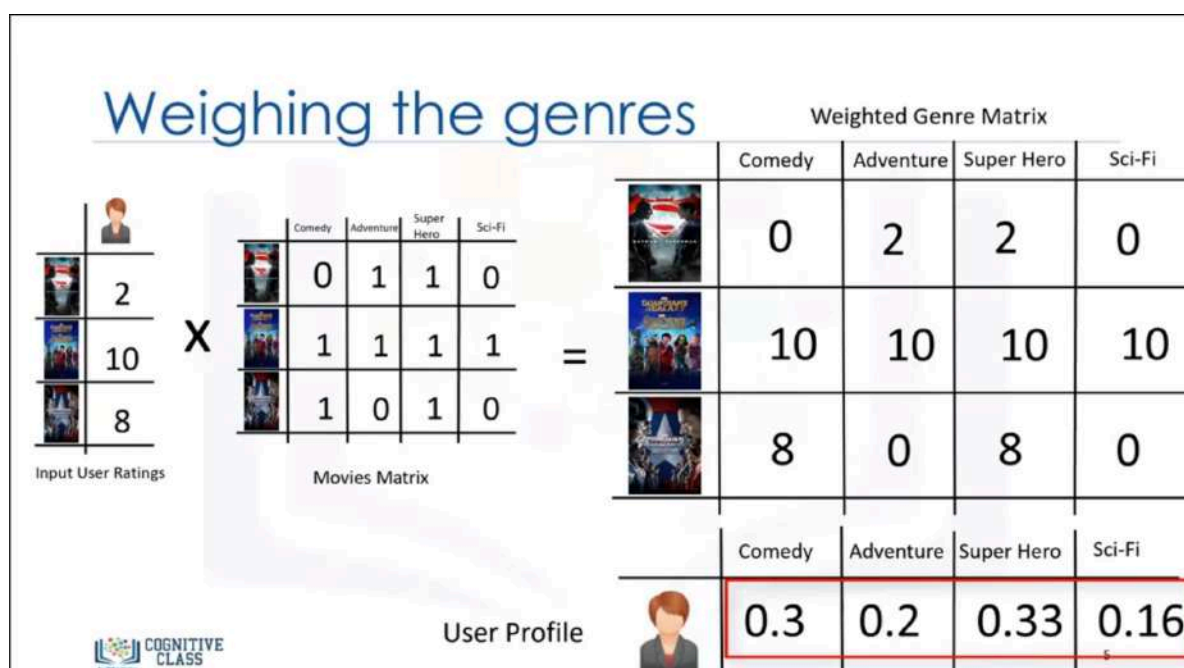 Weighing the genres
Weighted Genre Matrix
Comedy Adventure Super Hero Sci-Fi
0 2 2 0
10 10 10 10
8 0 8 0
2
10
8
Input User Ratings
X
Comedy Adventure Super Hero Sci-Fi
0 1 1 0
1 1 1 1
1 0 1 0
Movies Matrix
=
Comedy Adventure Super Hero Sci-Fi
User Profile
0.3 0.2 0.33 0.16
5
COGNITIVE
CLASS